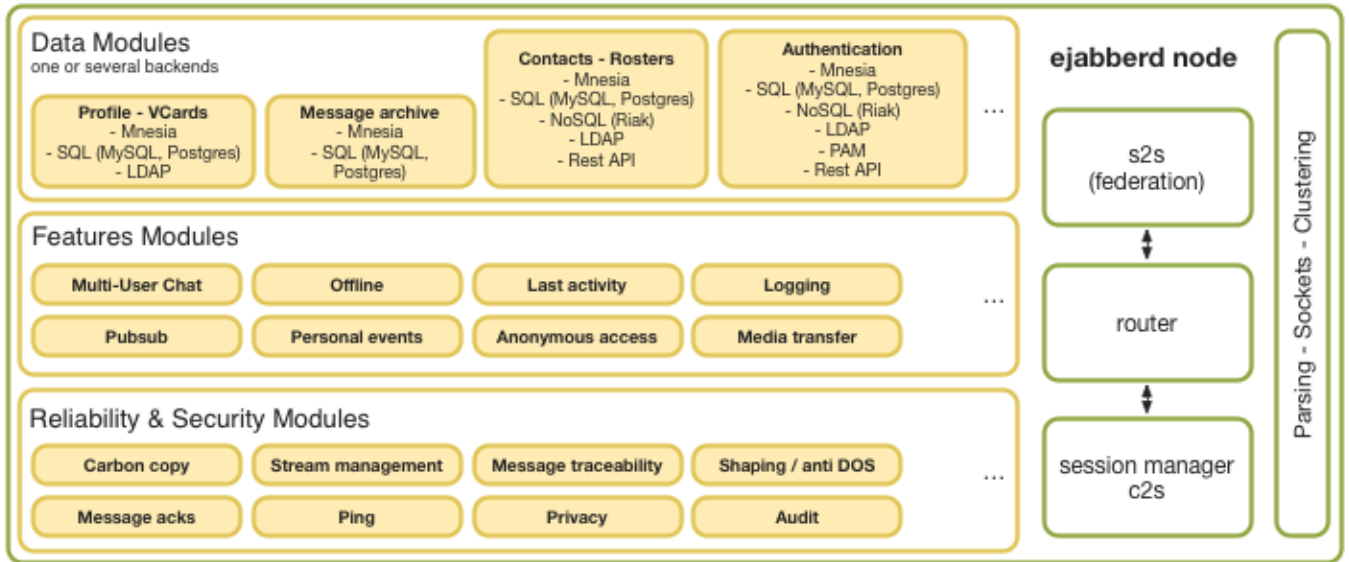 Data Modules
one or several backends
Profile - VCards
- Mnesia
- SQL (MySQL, Postgres)
- LDAP
Message archive
- Mnesia
- SQL (MySQL,
Postgres)
Contacts - Rosters
- Mnesia
- SQL (MySQL, Postgres)
- NoSQL (Riak)
- LDAP
- Rest API
Authentication
- Mnesia
- SQL (MySQL, Postgres)
- NoSQL (Riak)
- LDAP
- PAM
- Rest API
...
Features Modules
Multi-User Chat
Offline
Last activity
Logging
Pubsub
Personal events
Anonymous access
Media transfer
...
Reliability & Security Modules
Carbon copy
Stream management
Message traceability
Shaping / anti DOS
Message acks
Ping
Privacy
Audit
...
ejabberd node
s2s
(federation)
router
session manager
c2s
Parsing - Sockets - Clustering